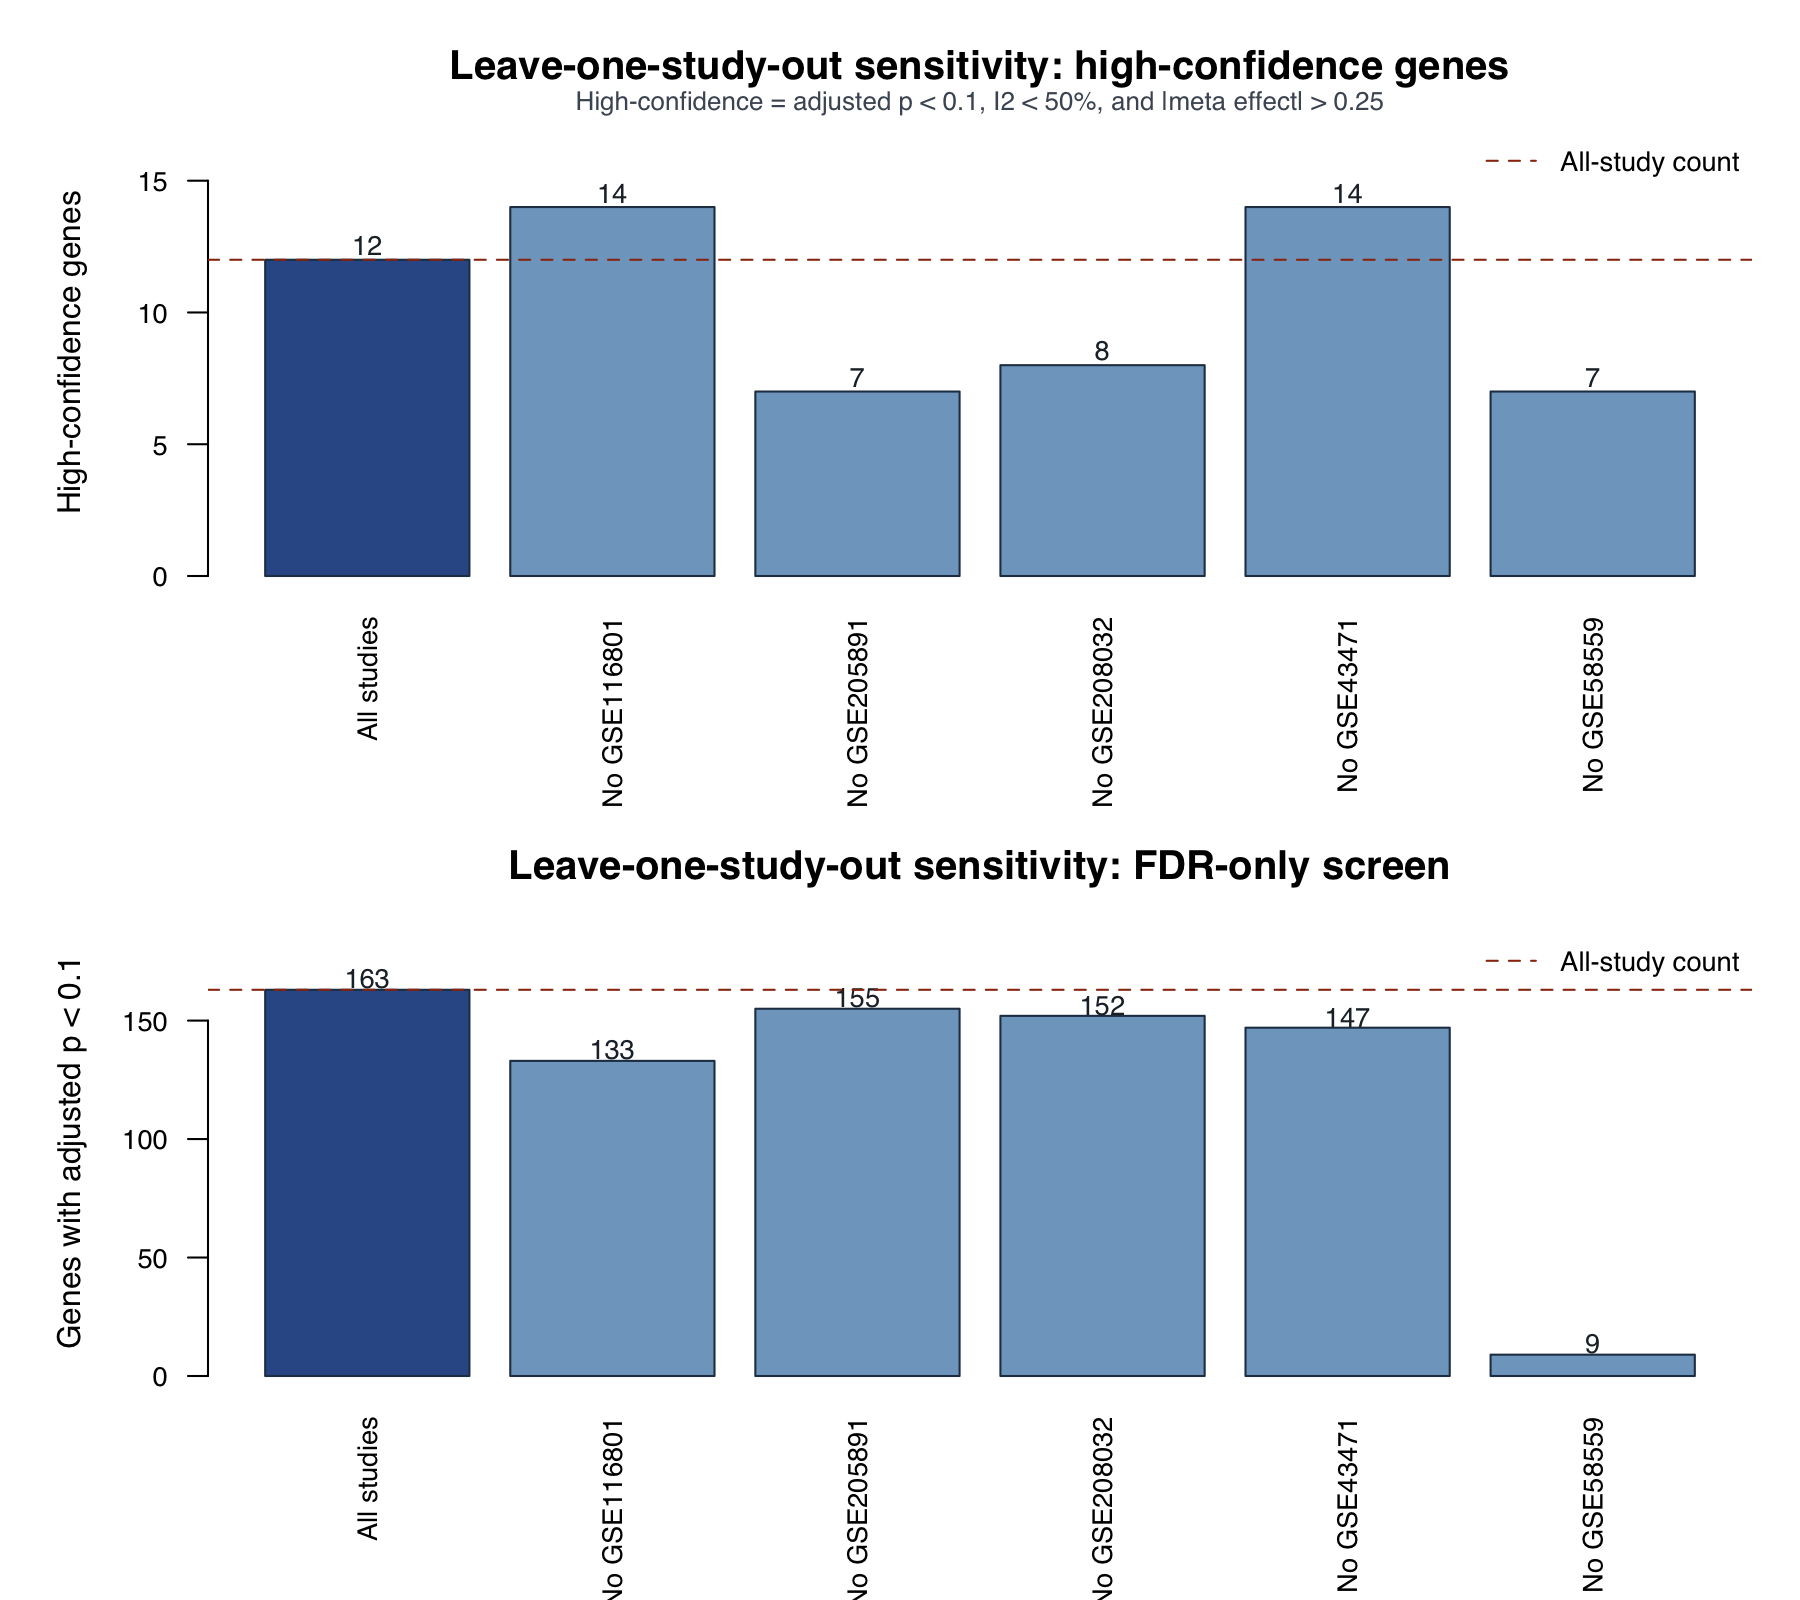 Leave-one-study-out sensitivity: high-confidence genes
High-confidence = adjusted p < 0.1, I2 < 50%, and |meta effect| > 0.25
All-study count
High-confidence genes
15
10
5
0
12
14
7
8
14
7
All studies
No GSE116801
No GSE205891
No GSE208032
No GSE43471
No GSE58559
Leave-one-study-out sensitivity: FDR-only screen
All-study count
Genes with adjusted p < 0.1
150
100
50
0
163
133
155
152
147
9
All studies
No GSE116801
No GSE205891
No GSE208032
No GSE43471
No GSE58559